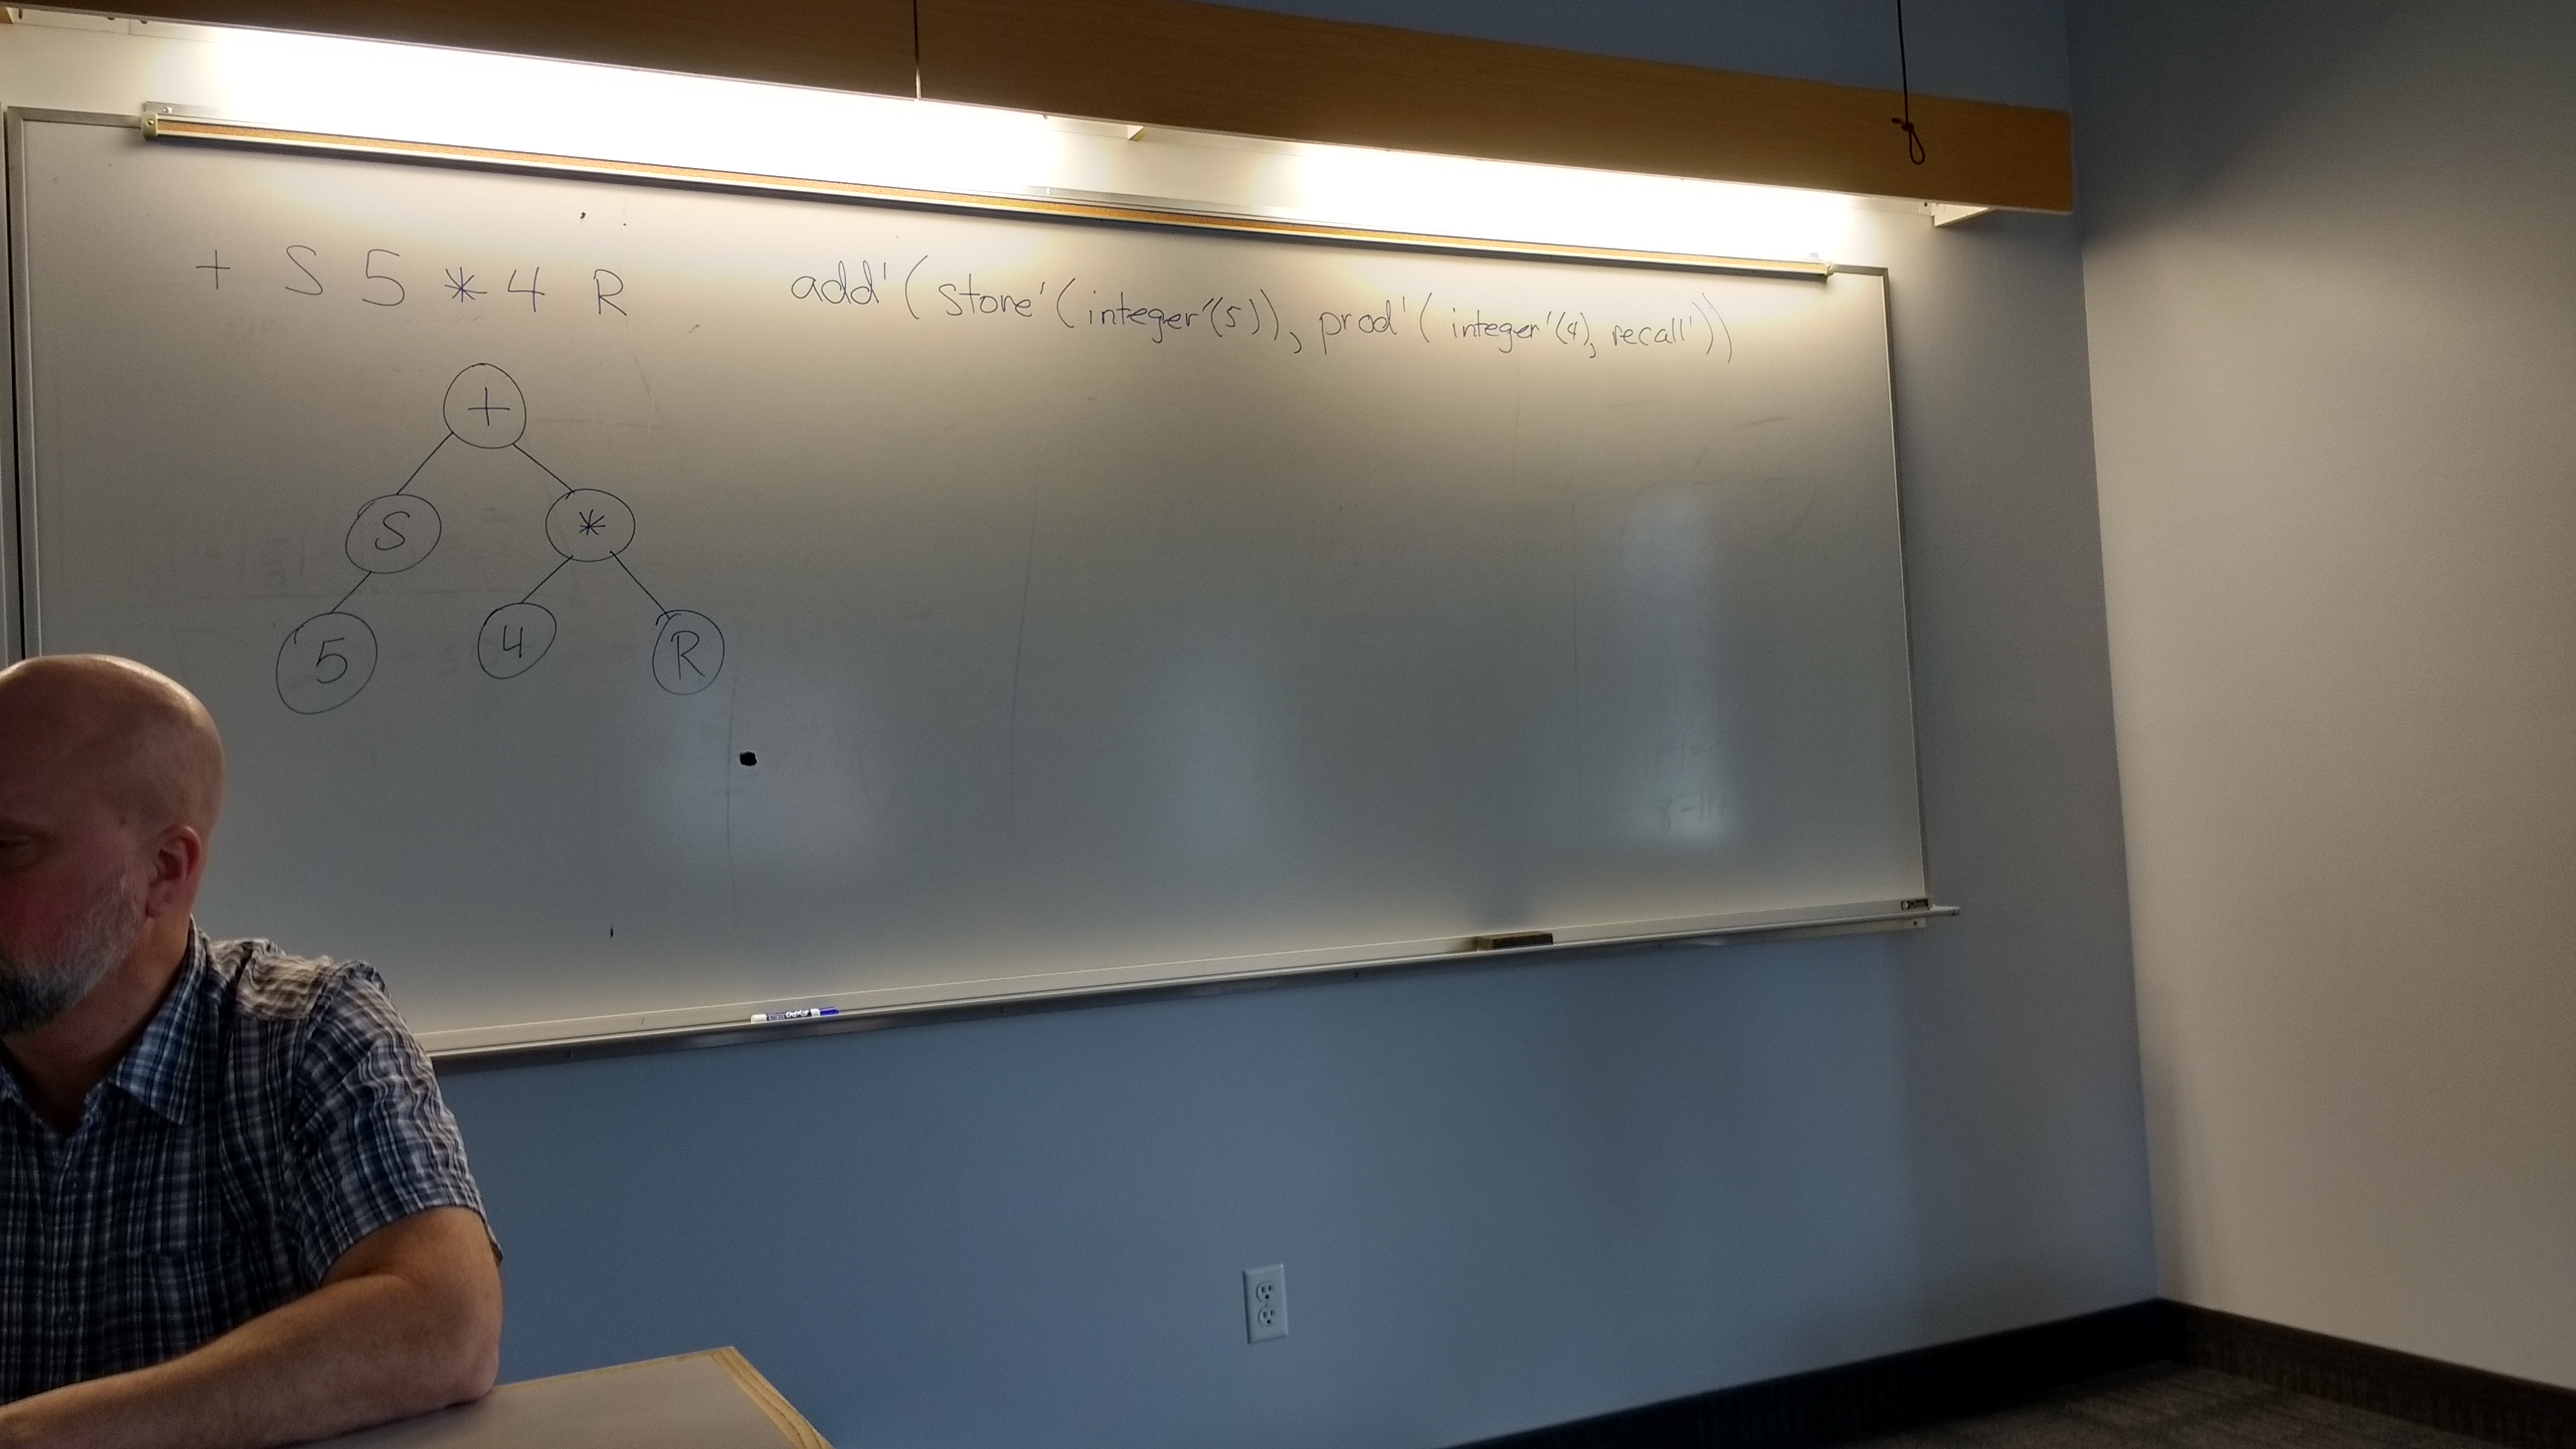 + S 5 * 4 R
add'(store'(integer'(5)), prod'(integer'(4), recall'))
+
S *
5 4 R